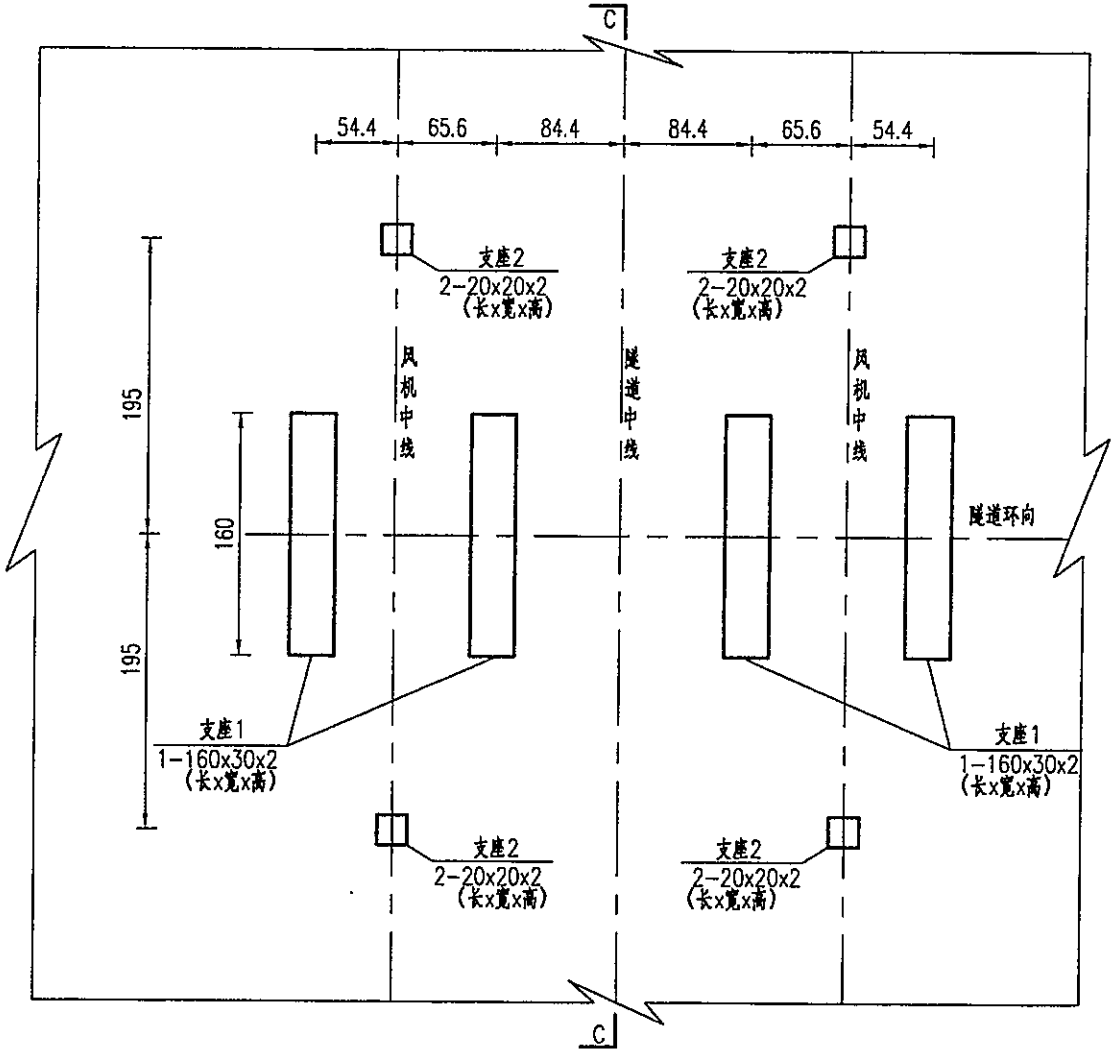 C
54.4 65.6 84.4 84.4 65.6 54.4
支座2
2-20x20x2
(长x宽x高)
支座2
2-20x20x2
(长x宽x高)
风机中线
隧道中线
风机中线
195
160
隧道环向
195
支座1
1-160x30x2
(长x宽x高)
支座1
1-160x30x2
(长x宽x高)
支座2
2-20x20x2
(长x宽x高)
支座2
2-20x20x2
(长x宽x高)
C